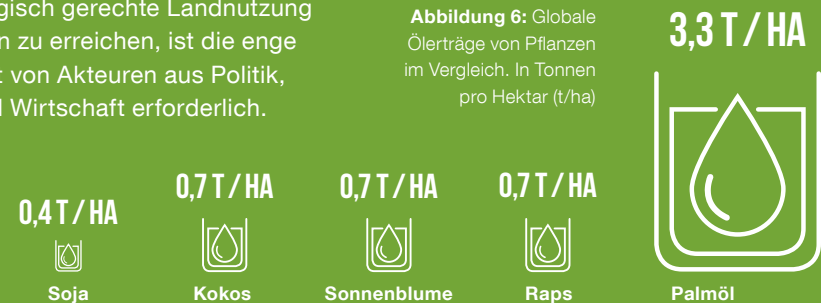 gisch gerechte Landnutzung
n zu erreichen, ist die enge
t von Akteuren aus Politik,
Wirtschaft erforderlich.
Abbildung 6: Globale
Ölerträge von Pflanzen
im Vergleich. In Tonnen
pro Hektar (t/ha)
3,3 T / HA
0,4 T / HA
0,7 T / HA
0,7 T / HA
0,7 T / HA
Soja
Kokos
Sonnenblume
Raps
Palmöl